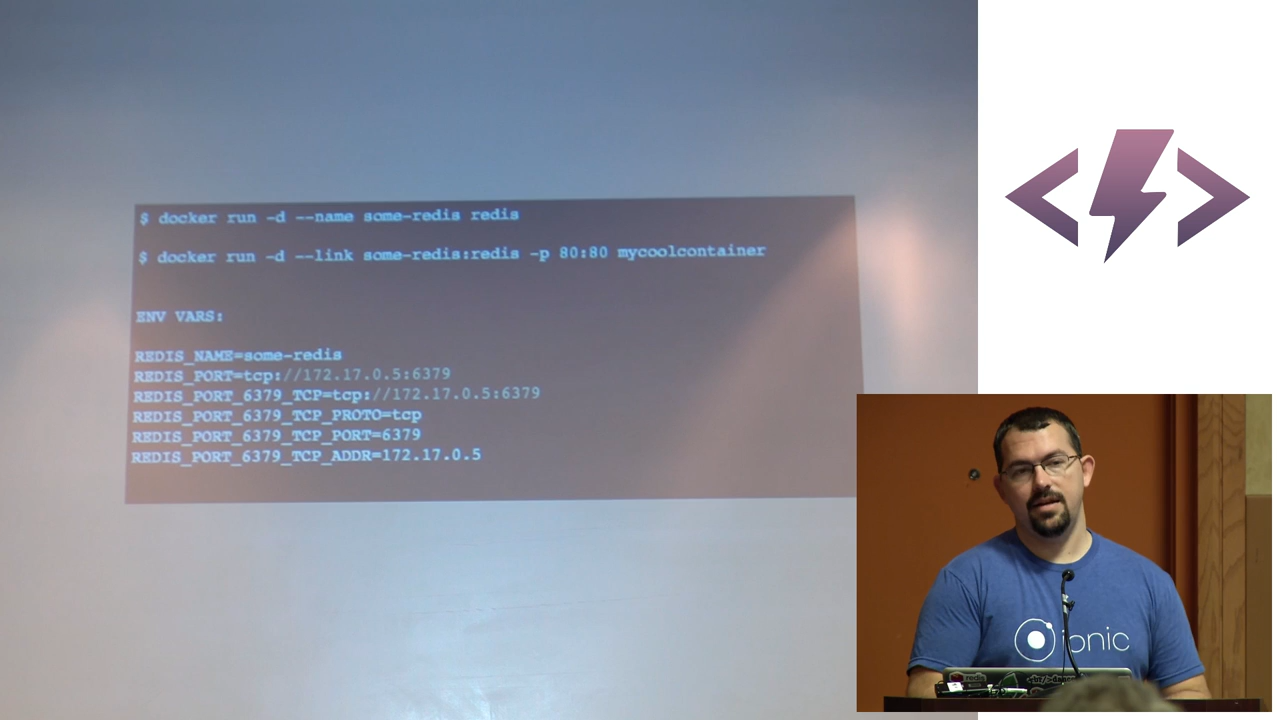 $ docker run -d --name some-redis redis
$ docker run -d --link some-redis:redis -p 80:80 mycoolcontainer
ENV VARS:
REDIS_NAME=some-redis
REDIS_PORT=tcp://172.17.0.5:6379
REDIS_PORT_6379_TCP=tcp://172.17.0.5:6379
REDIS_PORT_6379_TCP_PROTO=tcp
REDIS_PORT_6379_TCP_PORT=6379
REDIS_PORT_6379_TCP_ADDR=172.17.0.5
ionic
redis